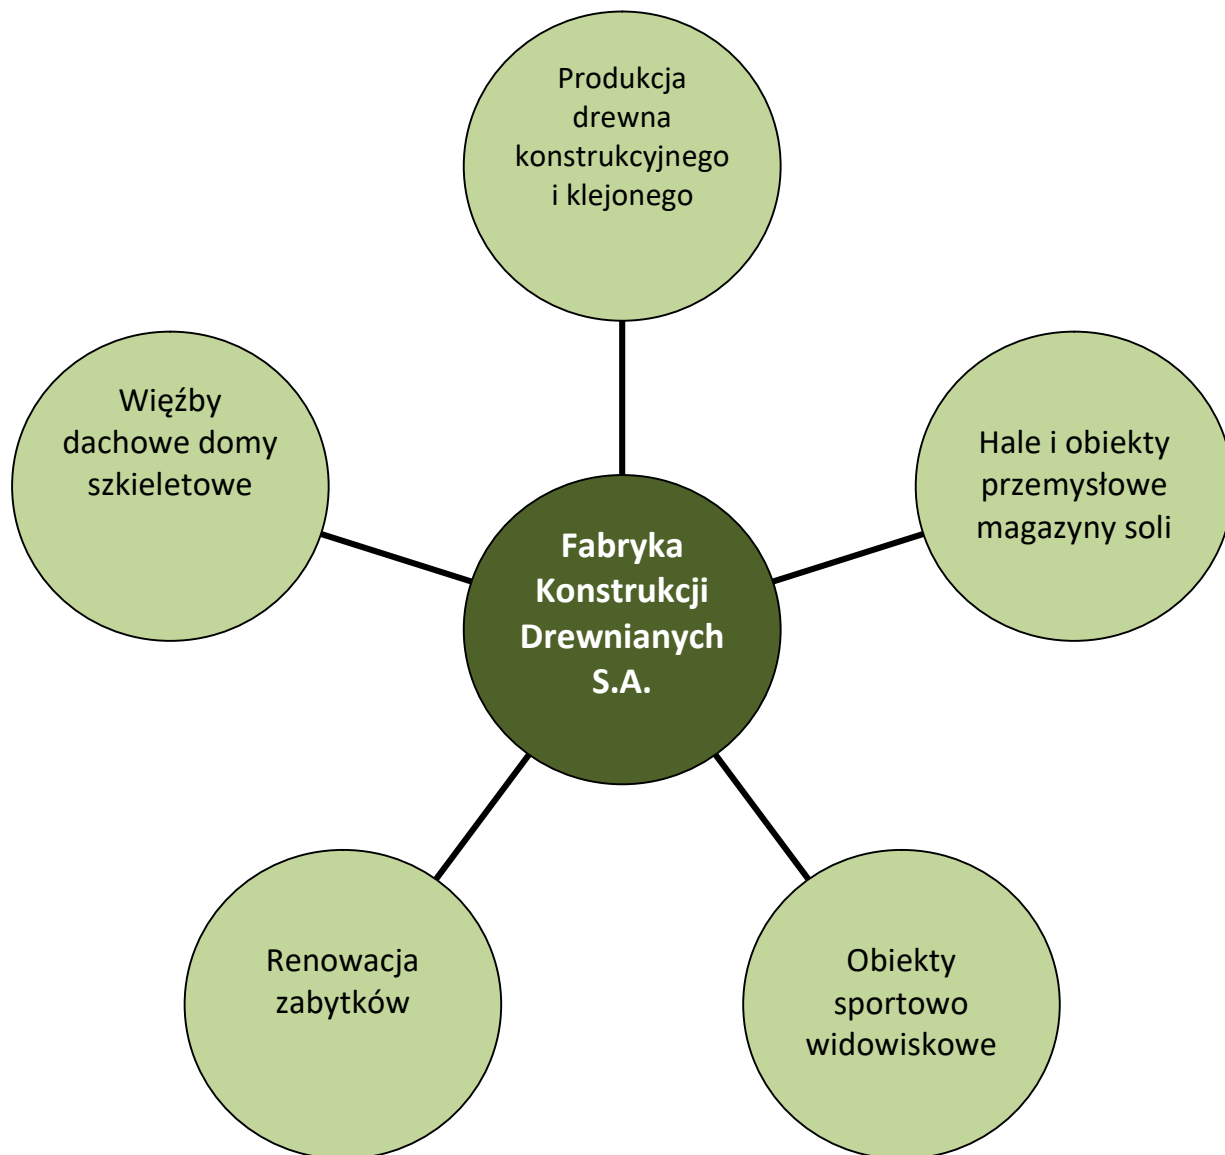 Produkcja
drewna
konstrukcyjnego
i klejonego
Więźby
dachowe domy
szkieletowe
Hale i obiekty
przemysłowe
magazyny soli
Fabryka
Konstrukcji
Drewnianych
S.A.
Renowacja
zabytków
Obiekty
sportowo
widowiskowe